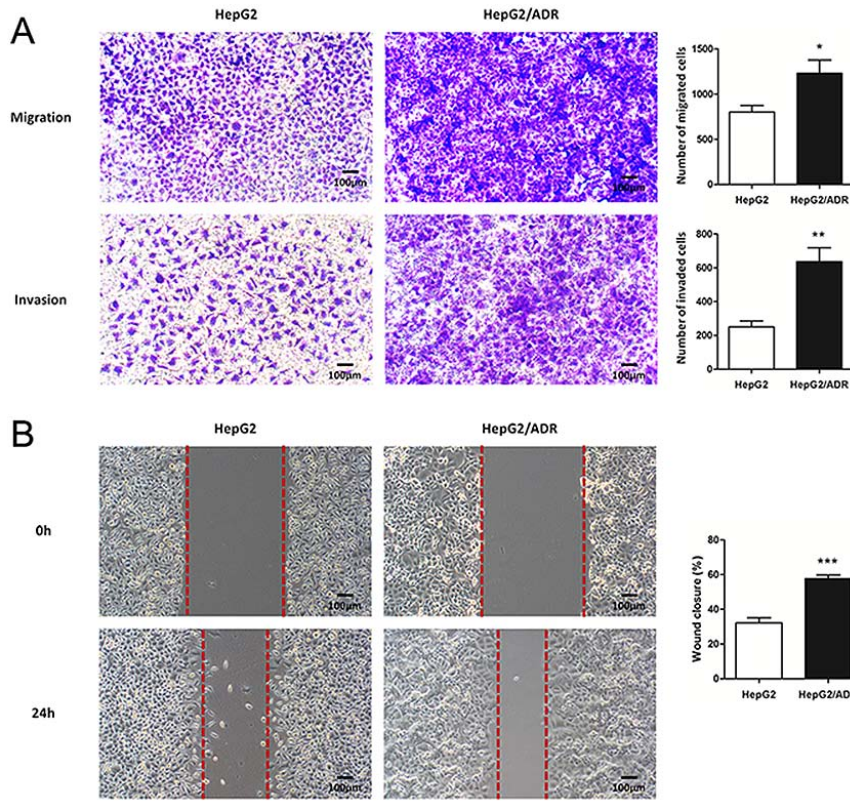 A
HepG2
HepG2/ADR
Migration
100µm
100µm
Number of migrated cells
1500
1000
500
0
*
HepG2
HepG2/ADR
Invasion
100µm
100µm
Number of invaded cells
800
600
400
200
0
**
HepG2
HepG2/ADR
B
HepG2
HepG2/ADR
0h
100µm
100µm
24h
100µm
100µm
Wound closure (%)
80
60
40
20
0
***
HepG2
HepG2/AD